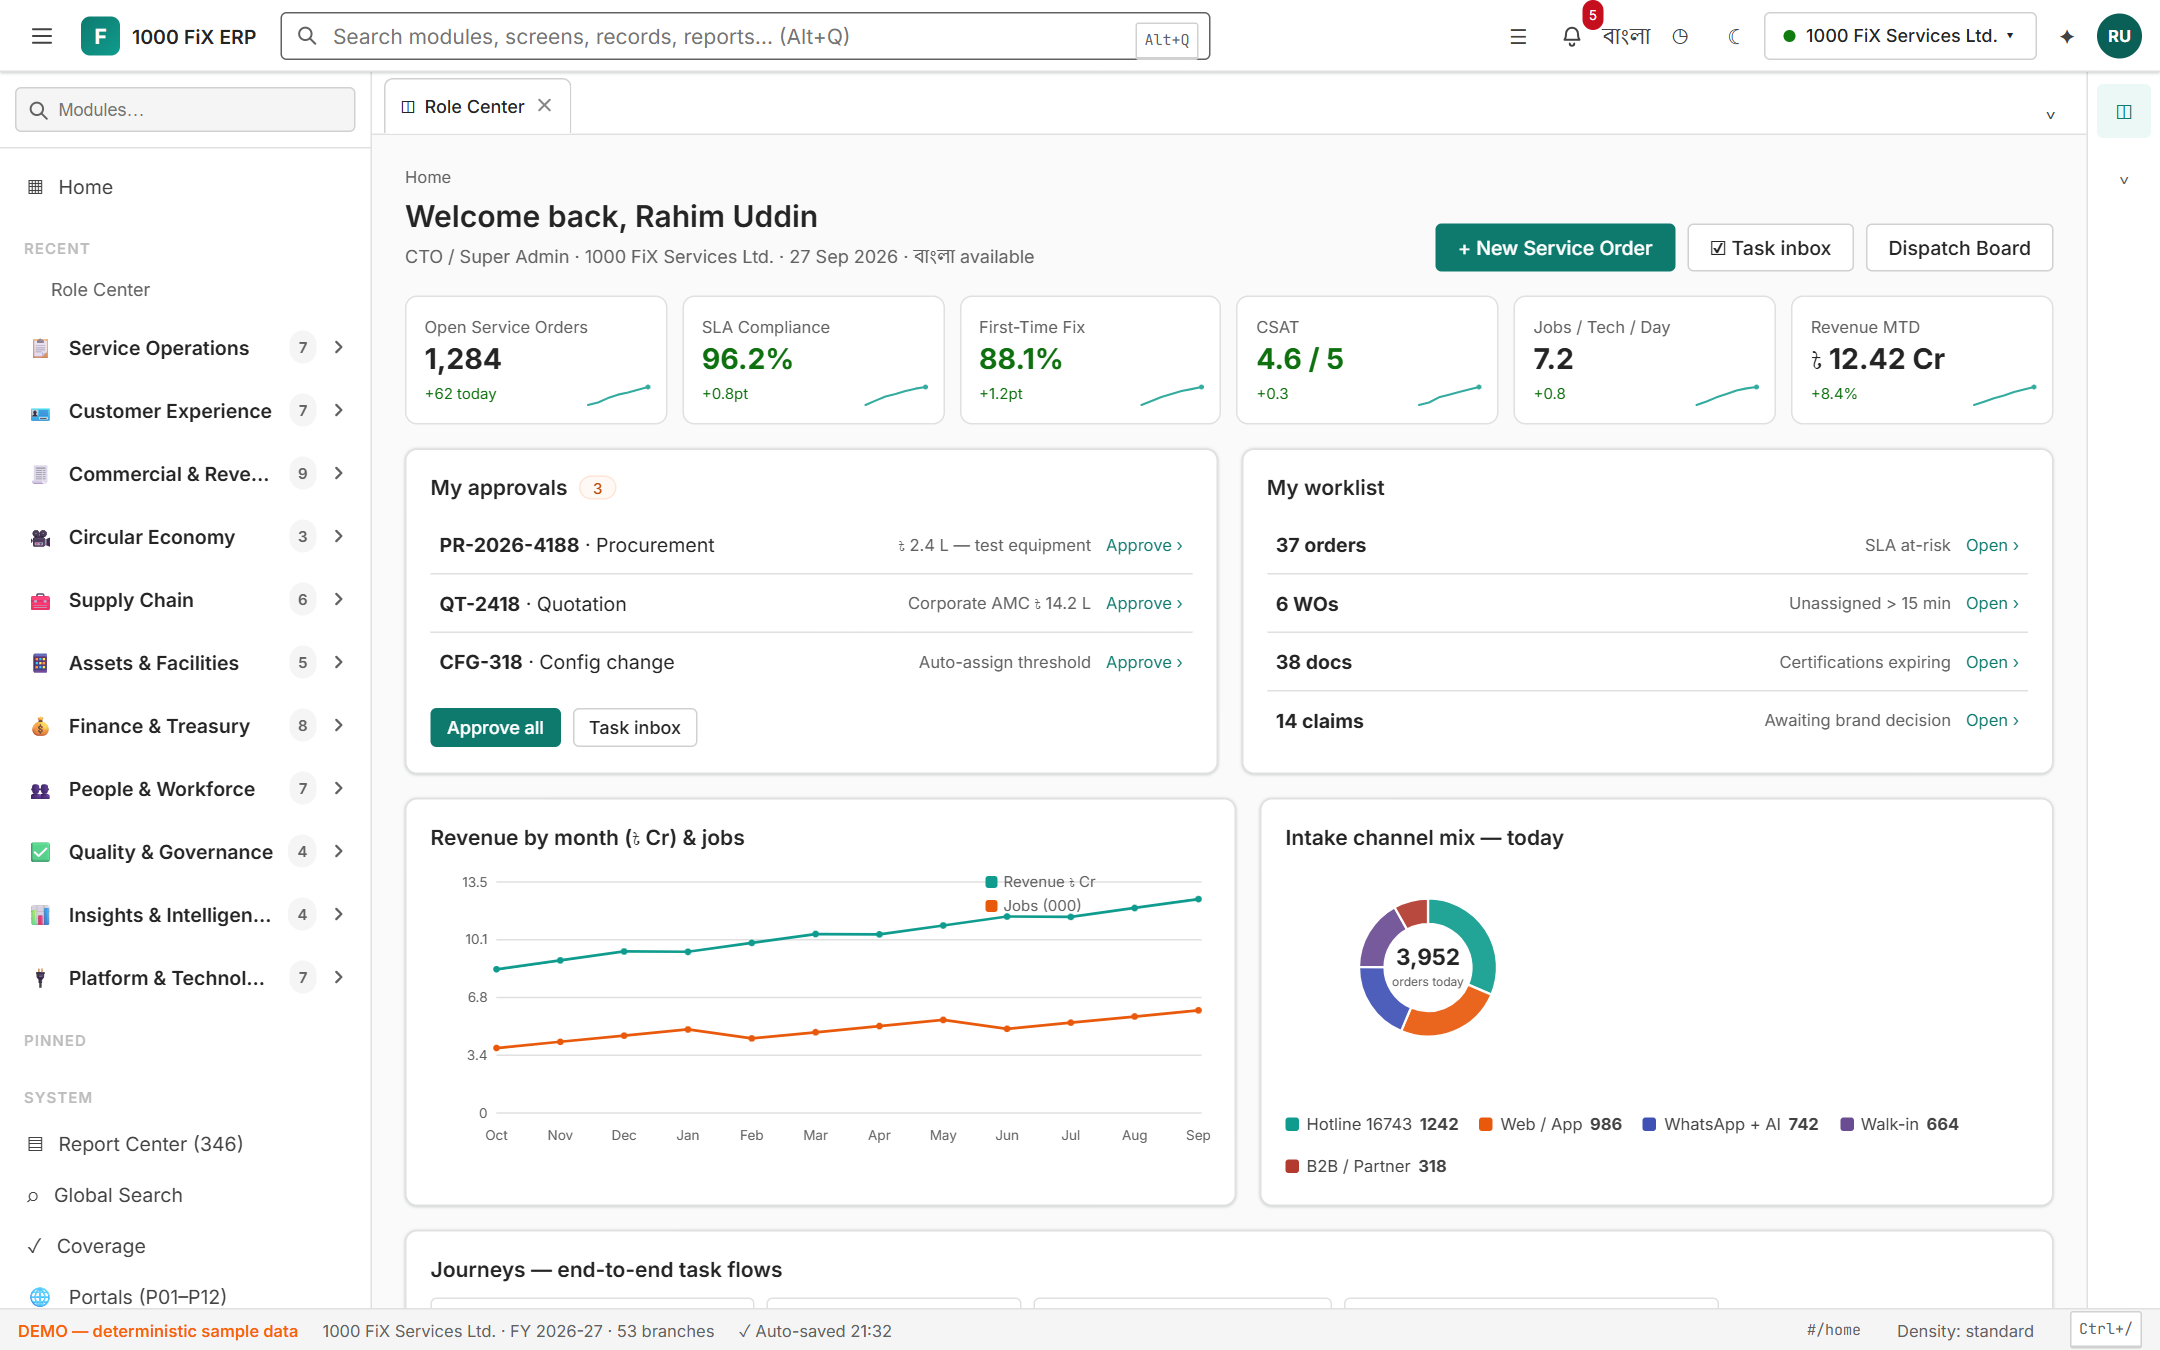 F 1000 FiX ERP
Search modules, screens, records, reports... (Alt+Q) Alt+Q
5
বাংলা
1000 FiX Services Ltd.
RU
Modules...
Home
RECENT
Role Center
Service Operations 7
Customer Experience 7
Commercial & Reve... 9
Circular Economy 3
Supply Chain 6
Assets & Facilities 5
Finance & Treasury 8
People & Workforce 7
Quality & Governance 4
Insights & Intelligen... 4
Platform & Technol... 7
PINNED
SYSTEM
Report Center (346)
Global Search
Coverage
Portals (P01–P12)
Role Center
Home
Welcome back, Rahim Uddin
CTO / Super Admin · 1000 FiX Services Ltd. · 27 Sep 2026 · বাংলা available
+ New Service Order
Task inbox
Dispatch Board
Open Service Orders
1,284
+62 today
SLA Compliance
96.2%
+0.8pt
First-Time Fix
88.1%
+1.2pt
CSAT
4.6 / 5
+0.3
Jobs / Tech / Day
7.2
+0.8
Revenue MTD
৳ 12.42 Cr
+8.4%
My approvals 3
PR-2026-4188 · Procurement ৳ 2.4 L — test equipment Approve ›
QT-2418 · Quotation Corporate AMC ৳ 14.2 L Approve ›
CFG-318 · Config change Auto-assign threshold Approve ›
Approve all
Task inbox
My worklist
37 orders SLA at-risk Open ›
6 WOs Unassigned > 15 min Open ›
38 docs Certifications expiring Open ›
14 claims Awaiting brand decision Open ›
Revenue by month (৳ Cr) & jobs
Revenue ৳ Cr
Jobs (000)
13.5
10.1
6.8
3.4
0
Oct Nov Dec Jan Feb Mar Apr May Jun Jul Aug Sep
Intake channel mix — today
3,952
orders today
Hotline 16743 1242 Web / App 986 WhatsApp + AI 742 Walk-in 664
B2B / Partner 318
Journeys — end-to-end task flows
DEMO — deterministic sample data 1000 FiX Services Ltd. · FY 2026-27 · 53 branches ✓ Auto-saved 21:32
#/home Density: standard Ctrl+/